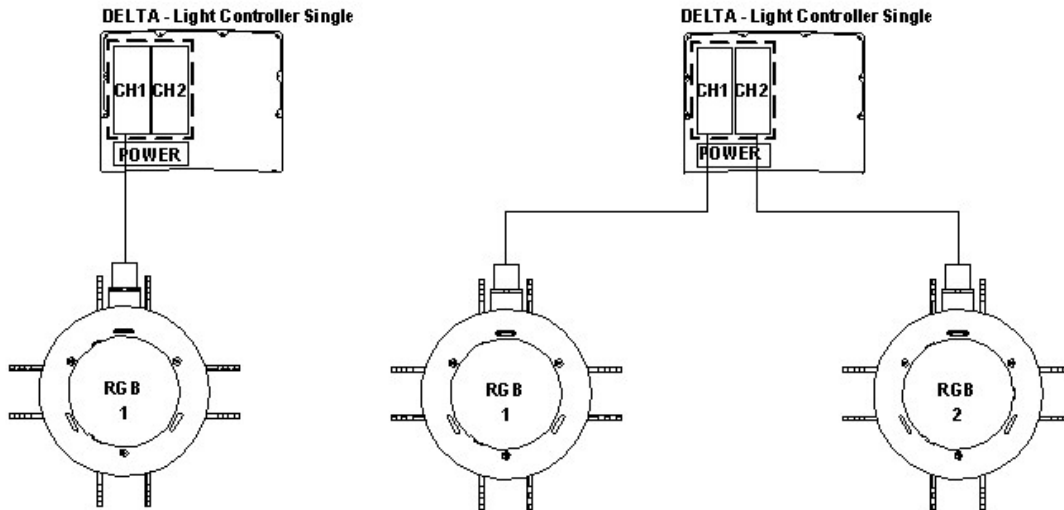 DELTA - Light Controller Single
CH1 CH2
POWER
RGB
1
DELTA - Light Controller Single
CH1 CH2
POWER
RGB
1
RGB
2